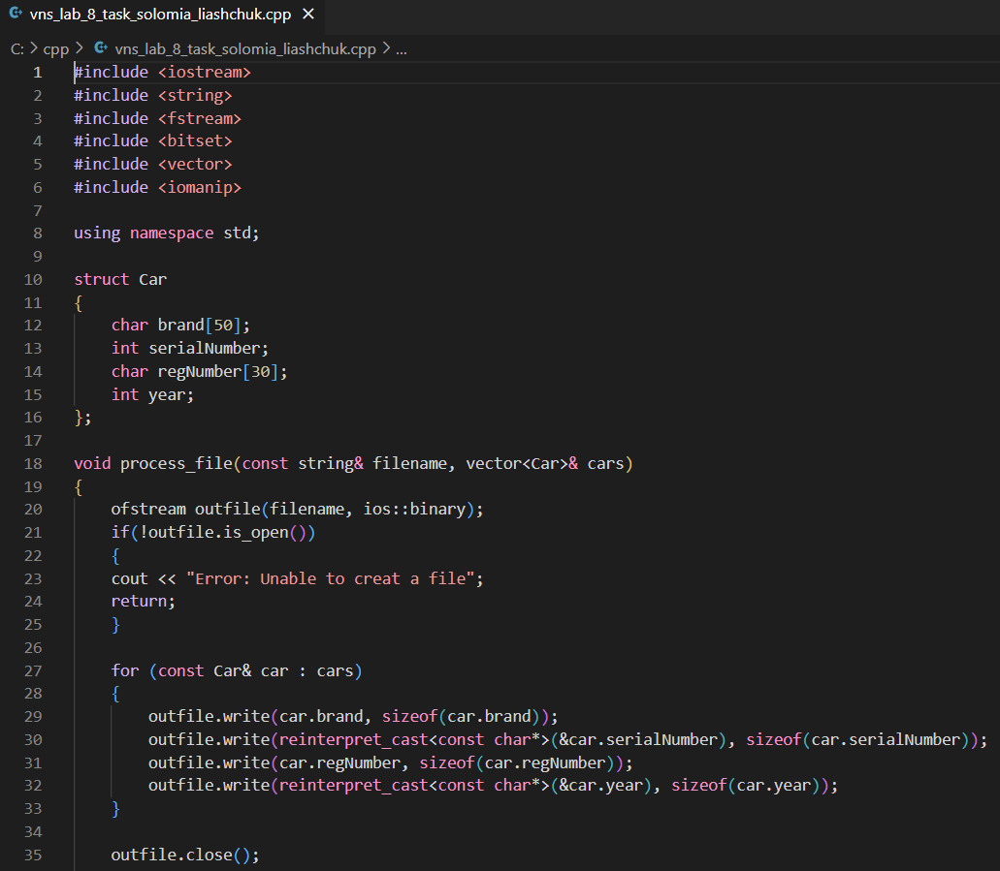 vns_lab_8_task_solomia_liashchuk.cpp
C: > cpp > vns_lab_8_task_solomia_liashchuk.cpp > ...
1 #include <iostream>
2 #include <string>
3 #include <fstream>
4 #include <bitset>
5 #include <vector>
6 #include <iomanip>
7
8 using namespace std;
9
10 struct Car
11 {
12     char brand[50];
13     int serialNumber;
14     char regNumber[30];
15     int year;
16 };
17
18 void process_file(const string& filename, vector<Car>& cars)
19 {
20     ofstream outfile(filename, ios::binary);
21     if(!outfile.is_open())
22     {
23     cout << "Error: Unable to creat a file";
24     return;
25     }
26
27     for (const Car& car : cars)
28     {
29         outfile.write(car.brand, sizeof(car.brand));
30         outfile.write(reinterpret_cast<const char*>(&car.serialNumber), sizeof(car.serialNumber));
31         outfile.write(car.regNumber, sizeof(car.regNumber));
32         outfile.write(reinterpret_cast<const char*>(&car.year), sizeof(car.year));
33     }
34
35     outfile.close();